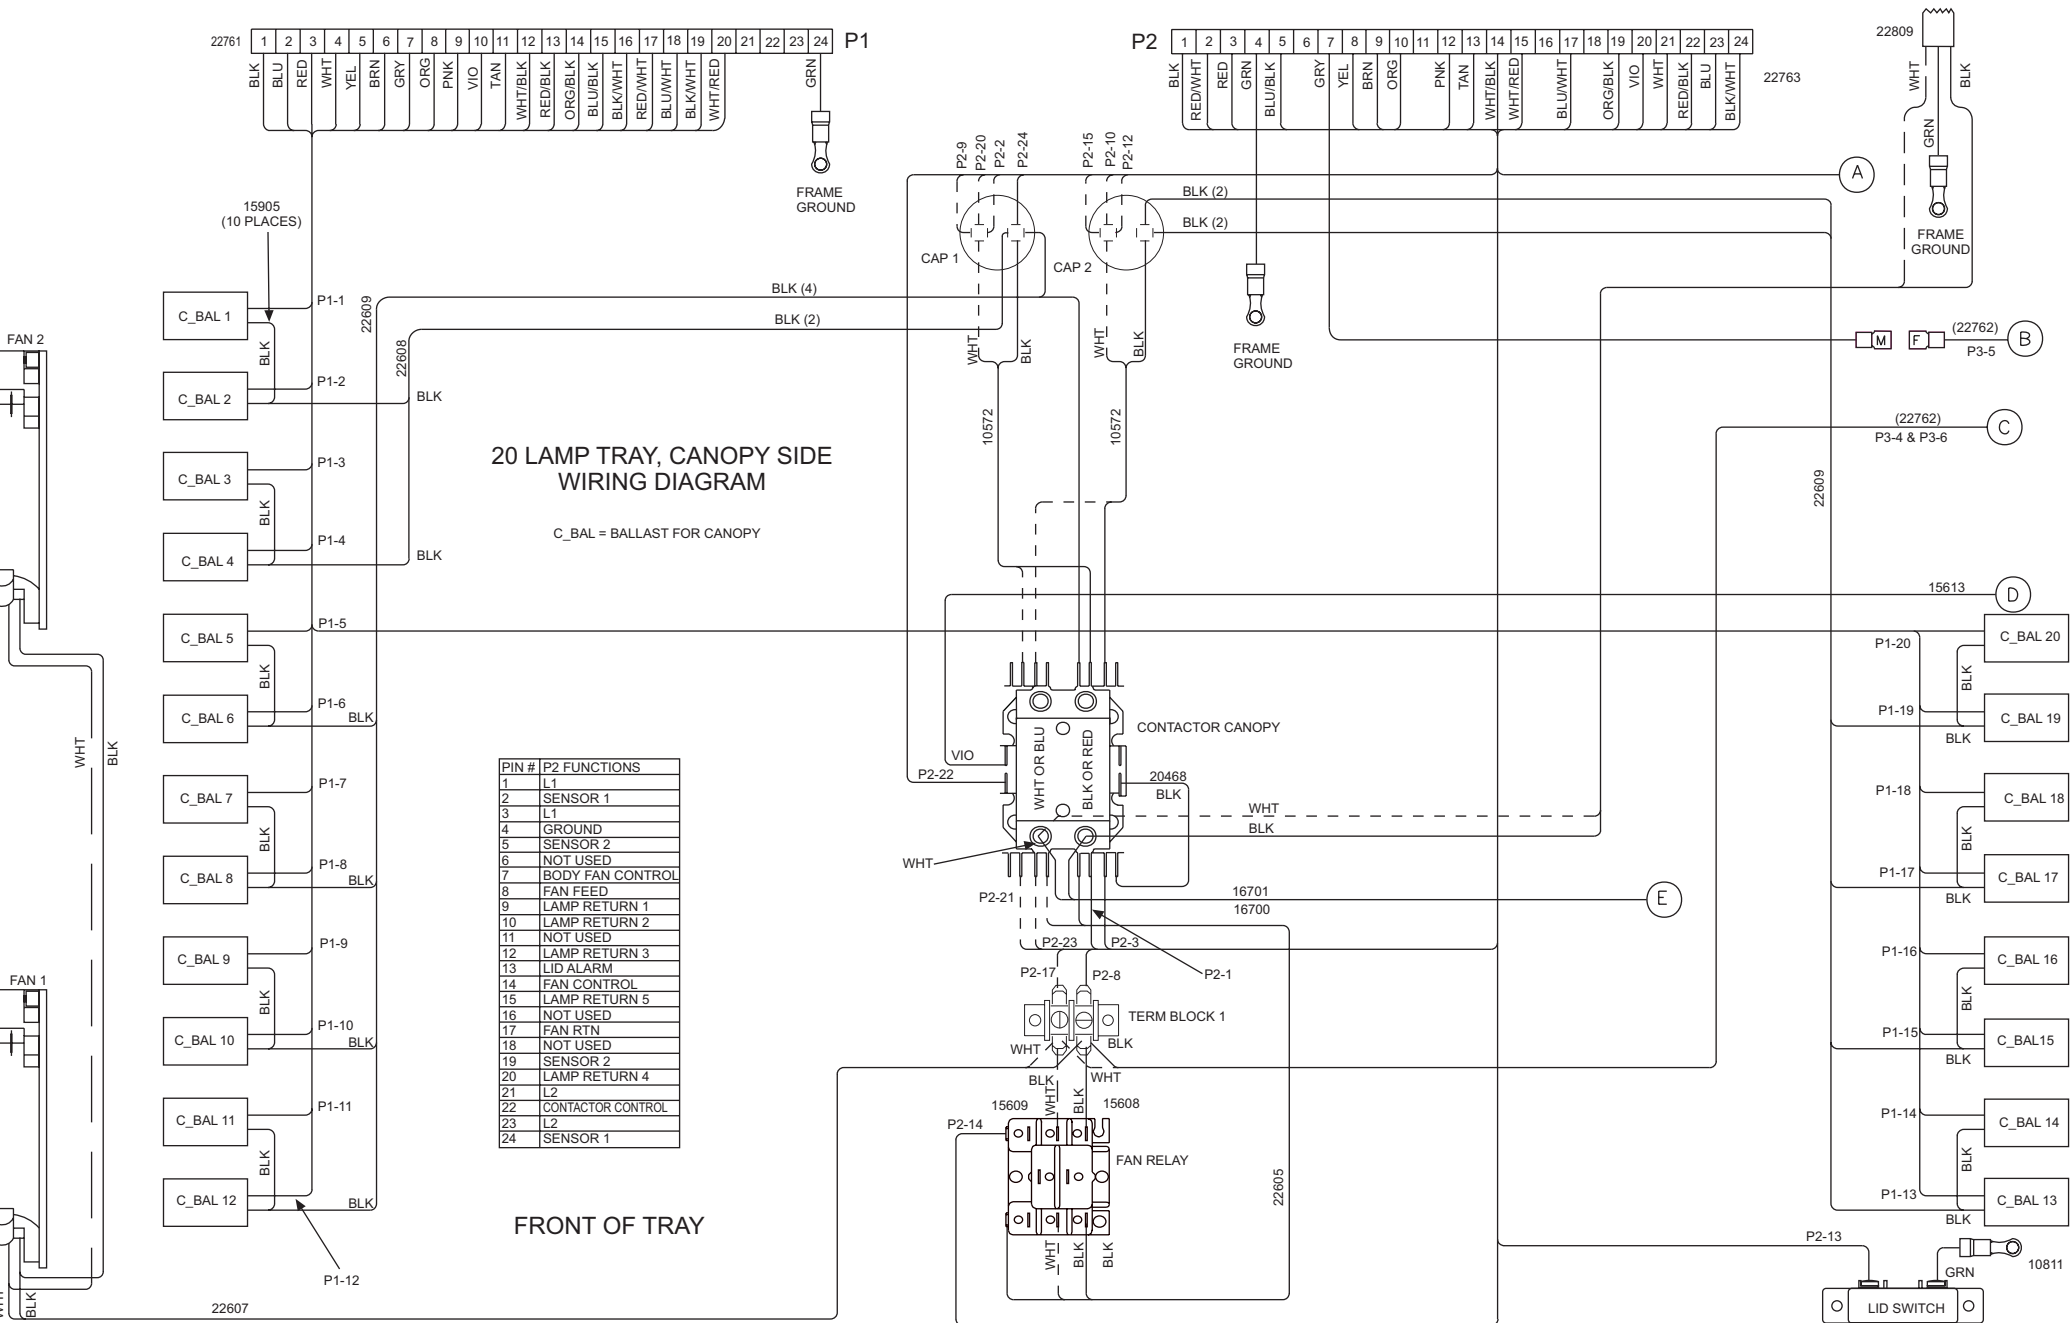 22761 1 2 3 4 5 6 7 8 9 10 11 12 13 14 15 16 17 18 19 20 21 22 23 24 P1
BLK BLU RED WHT YEL BRN GRY ORG PNK VIO TAN WHT/BLK RED/BLK ORG/BLK BLU/BLK BLK/WHT RED/WHT BLU/WHT BLK/WHT WHT/RED GRN
FRAME
GROUND
P2 1 2 3 4 5 6 7 8 9 10 11 12 13 14 15 16 17 18 19 20 21 22 23 24
22763
BLK RED/WHT RED GRN BLU/BLK GRY YEL BRN ORG PNK TAN WHT/BLK WHT/RED BLU/WHT ORG/BLK VIO WHT RED/BLK BLU BLK/WHT
22809
WHT
BLK
GRN
FRAME
GROUND
P2-9 P2-20 P2-2 P2-24
P2-15 P2-10 P2-12
A
BLK (2)
BLK (2)
CAP 1
CAP 2
FRAME
GROUND
15905
(10 PLACES)
BLK (4)
BLK (2)
22609
22608
WHT
BLK
WHT
BLK
10572
10572
M
F
(22762)
P3-5
B
(22762)
P3-4 & P3-6
C
22609
15613
D
FAN 2
WHT
BLK
FAN 1
WHT
BLK
22607
C_BAL 1
P1-1
BLK
C_BAL 2
P1-2
BLK
C_BAL 3
P1-3
BLK
C_BAL 4
P1-4
BLK
C_BAL 5
P1-5
BLK
C_BAL 6
P1-6
BLK
C_BAL 7
P1-7
BLK
C_BAL 8
P1-8
BLK
C_BAL 9
P1-9
BLK
C_BAL 10
P1-10
BLK
C_BAL 11
P1-11
BLK
C_BAL 12
BLK
P1-12
20 LAMP TRAY, CANOPY SIDE
WIRING DIAGRAM
C_BAL = BALLAST FOR CANOPY
PIN # P2 FUNCTIONS
1 L1
2 SENSOR 1
3 L1
4 GROUND
5 SENSOR 2
6 NOT USED
7 BODY FAN CONTROL
8 FAN FEED
9 LAMP RETURN 1
10 LAMP RETURN 2
11 NOT USED
12 LAMP RETURN 3
13 LID ALARM
14 FAN CONTROL
15 LAMP RETURN 5
16 NOT USED
17 FAN RTN
18 NOT USED
19 SENSOR 2
20 LAMP RETURN 4
21 L2
22 CONTACTOR CONTROL
23 L2
24 SENSOR 1
FRONT OF TRAY
CONTACTOR CANOPY
WHT OR BLU
BLK OR RED
VIO
P2-22
20468
BLK
WHT
BLK
WHT
P2-21
16701
16700
E
P2-23
P2-3
P2-17
P2-8
P2-1
TERM BLOCK 1
WHT
BLK
BLK
WHT
WHT
BLK
15609
15608
P2-14
FAN RELAY
22605
WHT
BLK
BLK
C_BAL 20
P1-20
BLK
P1-19
C_BAL 19
BLK
P1-18
C_BAL 18
BLK
P1-17
C_BAL 17
BLK
P1-16
C_BAL 16
BLK
P1-15
C_BAL15
BLK
P1-14
C_BAL 14
BLK
P1-13
C_BAL 13
BLK
P2-13
GRN
10811
LID SWITCH